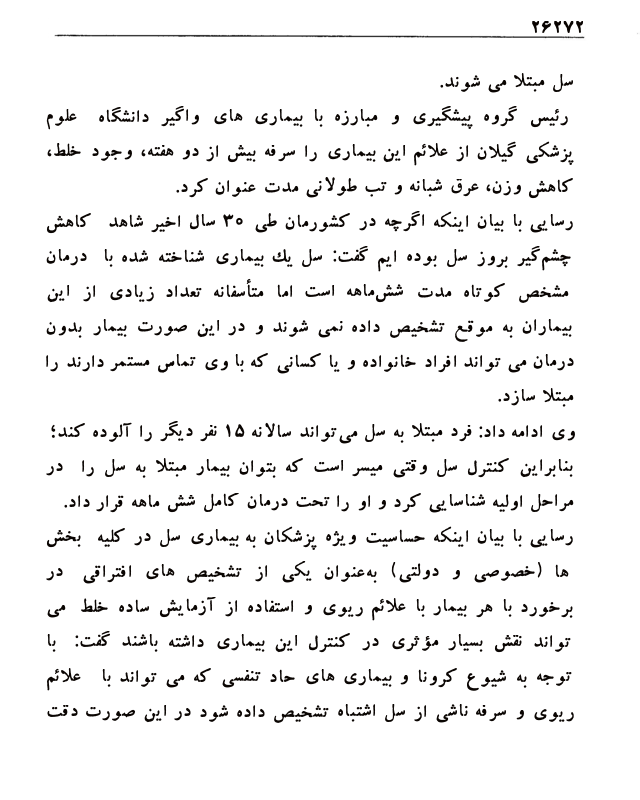 ۲۶۲۷۲
سل مبتلا می شوند.
رئیس گروه پیشگیری و مبارزه با بیماری های واگیر دانشگاه علوم
پزشکی گیلان از علائم این بیماری را سرفه بیش از دو هفته، وجود خلط،
کاهش وزن، عرق شبانه و تب طولانی مدت عنوان کرد.
رسایی با بیان اینکه اگرچه در کشورمان طی ۳۰ سال اخیر شاهد کاهش
چشم‌گیر بروز سل بوده ایم گفت: سل یك بیماری شناخته شده با درمان
مشخص کوتاه مدت شش‌ماهه است اما متأسفانه تعداد زیادی از این
بیماران به موقع تشخیص داده نمی شوند و در این صورت بیمار بدون
درمان می تواند افراد خانواده و یا کسانی که با وی تماس مستمر دارند را
مبتلا سازد.
وی ادامه داد: فرد مبتلا به سل می‌تواند سالانه ۱۵ نفر دیگر را آلوده کند؛
بنابراین کنترل سل وقتی میسر است که بتوان بیمار مبتلا به سل را در
مراحل اولیه شناسایی کرد و او را تحت درمان کامل شش ماهه قرار داد.
رسایی با بیان اینکه حساسیت ویژه پزشکان به بیماری سل در کلیه بخش
ها (خصوصی و دولتی) به‌عنوان یکی از تشخیص های افتراقی در
برخورد با هر بیمار با علائم ریوی و استفاده از آزمایش ساده خلط می
تواند نقش بسیار مؤثری در کنترل این بیماری داشته باشند گفت: با
توجه به شیوع کرونا و بیماری های حاد تنفسی که می تواند با علائم
ریوی و سرفه ناشی از سل اشتباه تشخیص داده شود در این صورت دقت